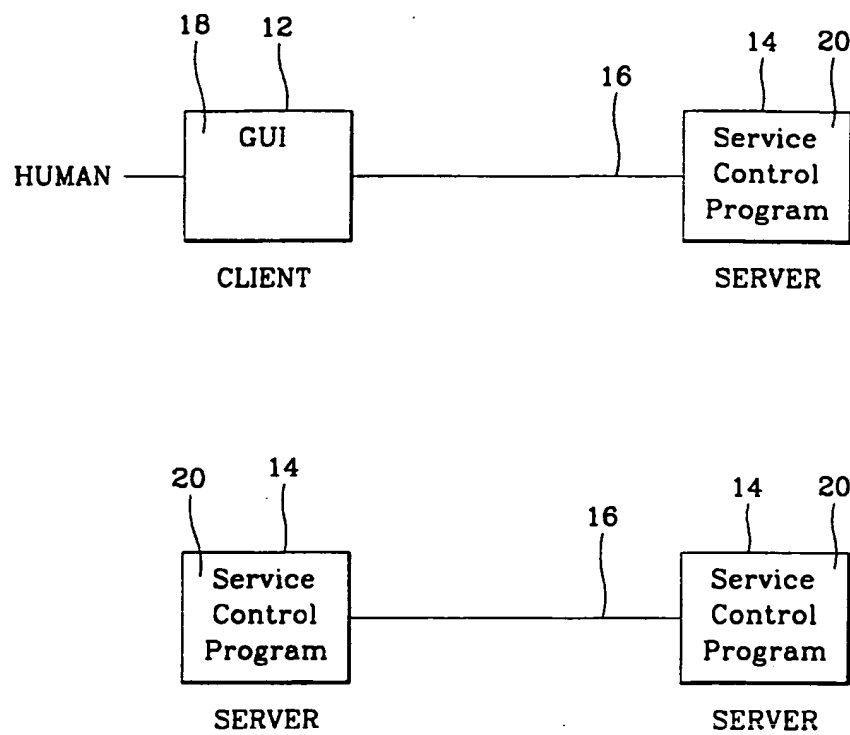 18
12
16
14
20
GUI
HUMAN
Service
Control
Program
CLIENT
SERVER
20
14
16
14
20
Service
Control
Program
Service
Control
Program
SERVER
SERVER